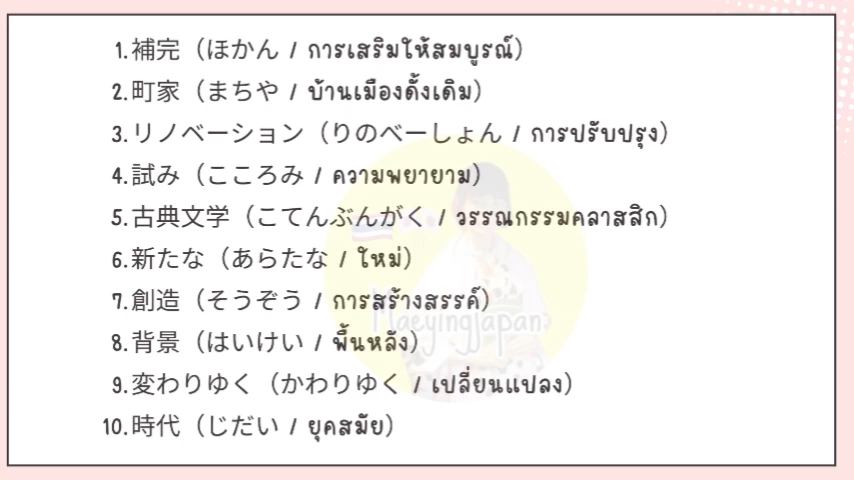 1.補完（ほかん / การเสริมให้สมบูรณ์）
2.町家（まちや / บ้านเมืองดั้งเดิม）
3.リノベーション（りのべーしょん / การปรับปรุง）
4.試み（こころみ / ความพยายาม）
5.古典文学（こてんぶんがく / วรรณกรรมคลาสสิก）
6.新たな（あらたな / ใหม่）
7.創造（そうぞう / การสร้างสรรค์）
8.背景（はいけい / พื้นหลัง）
9.変わりゆく（かわりゆく / เปลี่ยนแปลง）
10.時代（じだい / ยุคสมัย）
Maeyingjapan